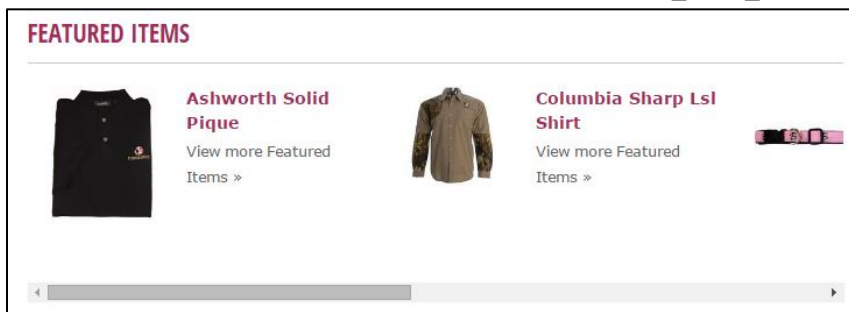 FEATURED ITEMS
Ashworth Solid
Pique
View more Featured
Items »
Columbia Sharp Lsl
Shirt
View more Featured
Items »